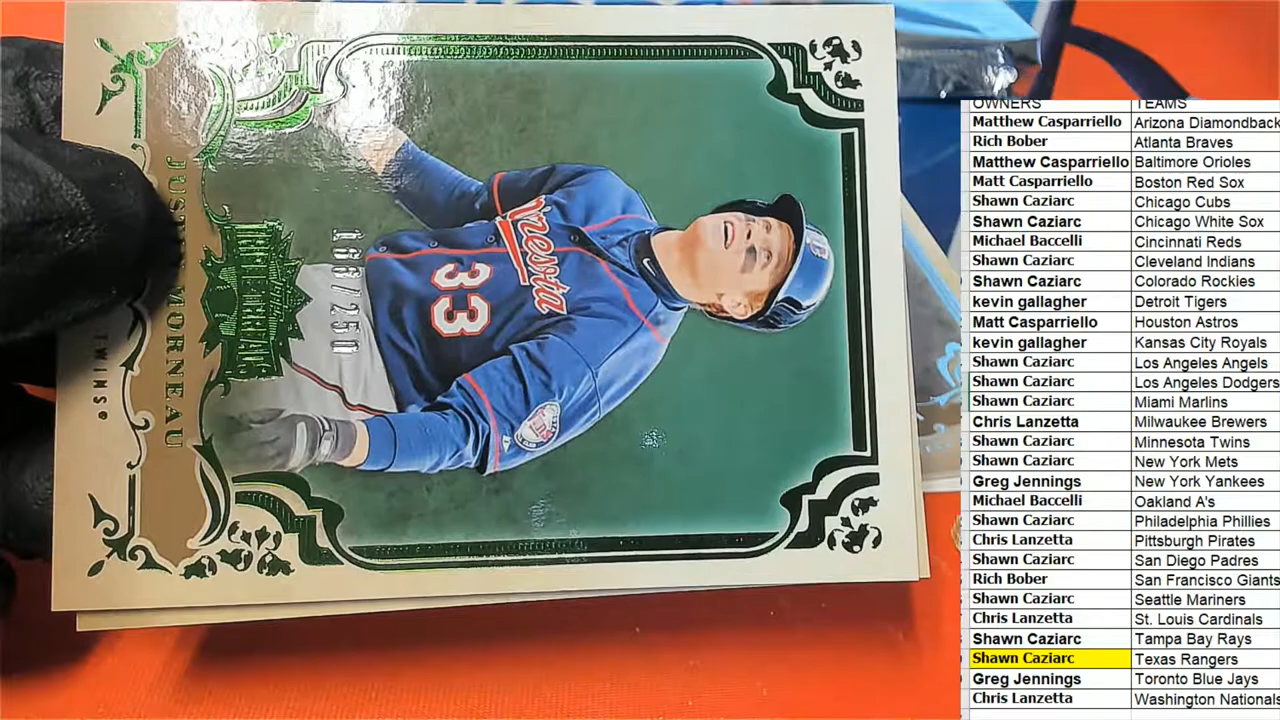 JUSTIN MORNEAU
TWINS®
TRIPLE THREADS
166/250
Minnesota
33
OWNERS TEAMS
Matthew Casparriello Arizona Diamondback
Rich Bober Atlanta Braves
Matthew Casparriello Baltimore Orioles
Matt Casparriello Boston Red Sox
Shawn Caziarc Chicago Cubs
Shawn Caziarc Chicago White Sox
Michael Baccelli Cincinnati Reds
Shawn Caziarc Cleveland Indians
Shawn Caziarc Colorado Rockies
kevin gallagher Detroit Tigers
Matt Casparriello Houston Astros
kevin gallagher Kansas City Royals
Shawn Caziarc Los Angeles Angels
Shawn Caziarc Los Angeles Dodgers
Shawn Caziarc Miami Marlins
Chris Lanzetta Milwaukee Brewers
Shawn Caziarc Minnesota Twins
Shawn Caziarc New York Mets
Greg Jennings New York Yankees
Michael Baccelli Oakland A's
Shawn Caziarc Philadelphia Phillies
Chris Lanzetta Pittsburgh Pirates
Shawn Caziarc San Diego Padres
Rich Bober San Francisco Giants
Shawn Caziarc Seattle Mariners
Chris Lanzetta St. Louis Cardinals
Shawn Caziarc Tampa Bay Rays
Shawn Caziarc Texas Rangers
Greg Jennings Toronto Blue Jays
Chris Lanzetta Washington Nationals